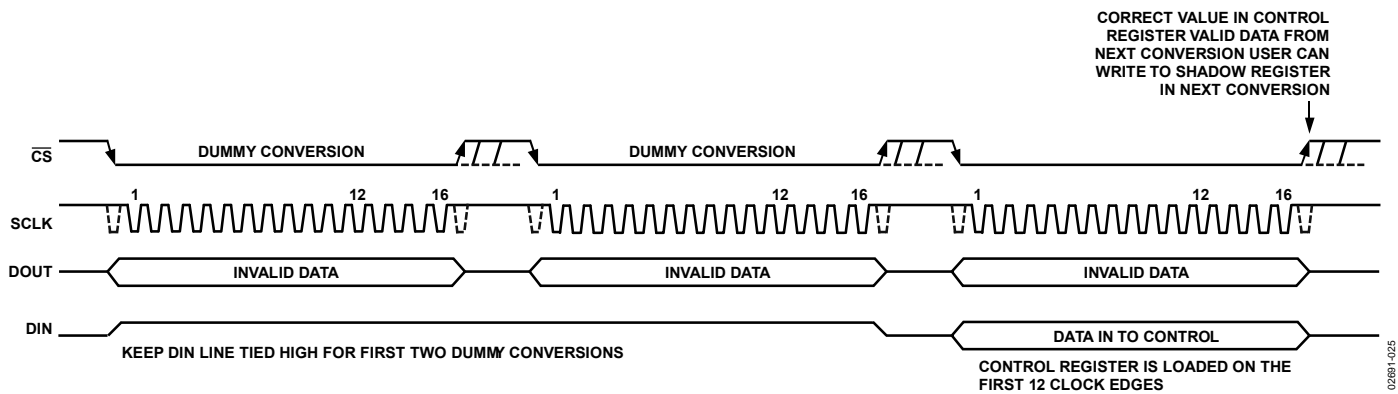 CORRECT VALUE IN CONTROL
REGISTER VALID DATA FROM
NEXT CONVERSION USER CAN
WRITE TO SHADOW REGISTER
IN NEXT CONVERSION
CS
DUMMY CONVERSION
DUMMY CONVERSION
SCLK
1 12 16
1 12 16
1 12 16
DOUT
INVALID DATA
INVALID DATA
INVALID DATA
DIN
DATA IN TO CONTROL
KEEP DIN LINE TIED HIGH FOR FIRST TWO DUMMY CONVERSIONS
CONTROL REGISTER IS LOADED ON THE
FIRST 12 CLOCK EDGES
02691-025